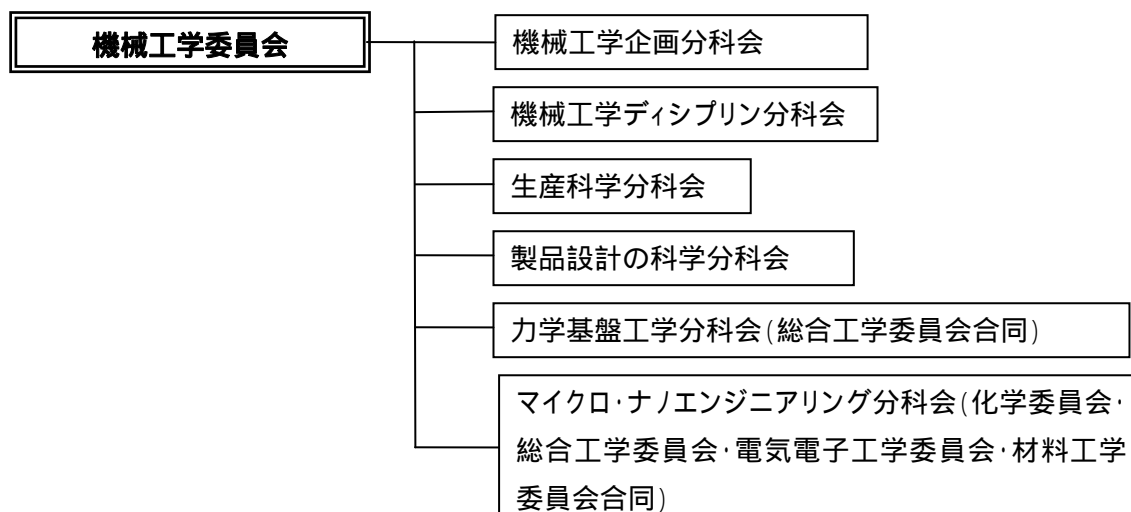 機械工学委員会
機械工学企画分科会
機械工学ディシプリン分科会
生産科学分科会
製品設計の科学分科会
力学基盤工学分科会(総合工学委員会合同)
マイクロ・ナノエンジニアリング分科会(化学委員会・
総合工学委員会・電気電子工学委員会・材料工学
委員会合同)